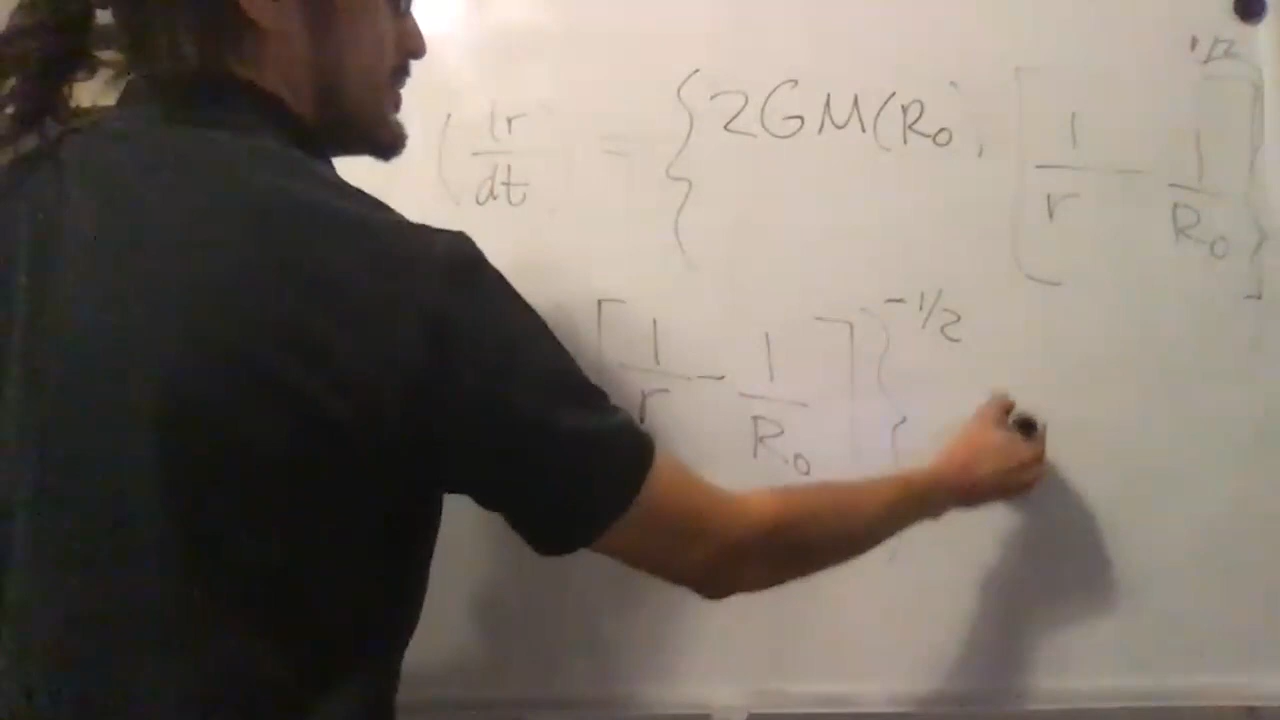 dr/dt = {2GM(R₀) [1/r - 1/R₀]}^1/2
[1/r - 1/R₀]}^-1/2